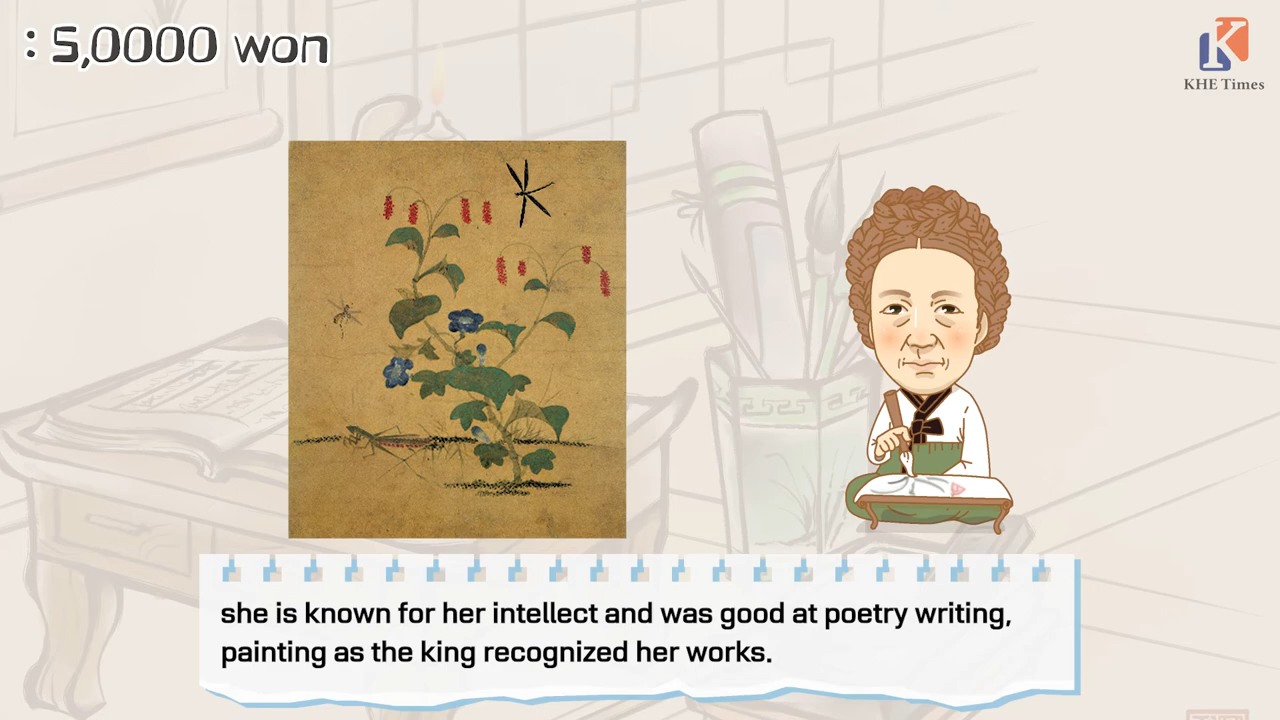 : 5,0000 won
KHE Times
she is known for her intellect and was good at poetry writing,
painting as the king recognized her works.